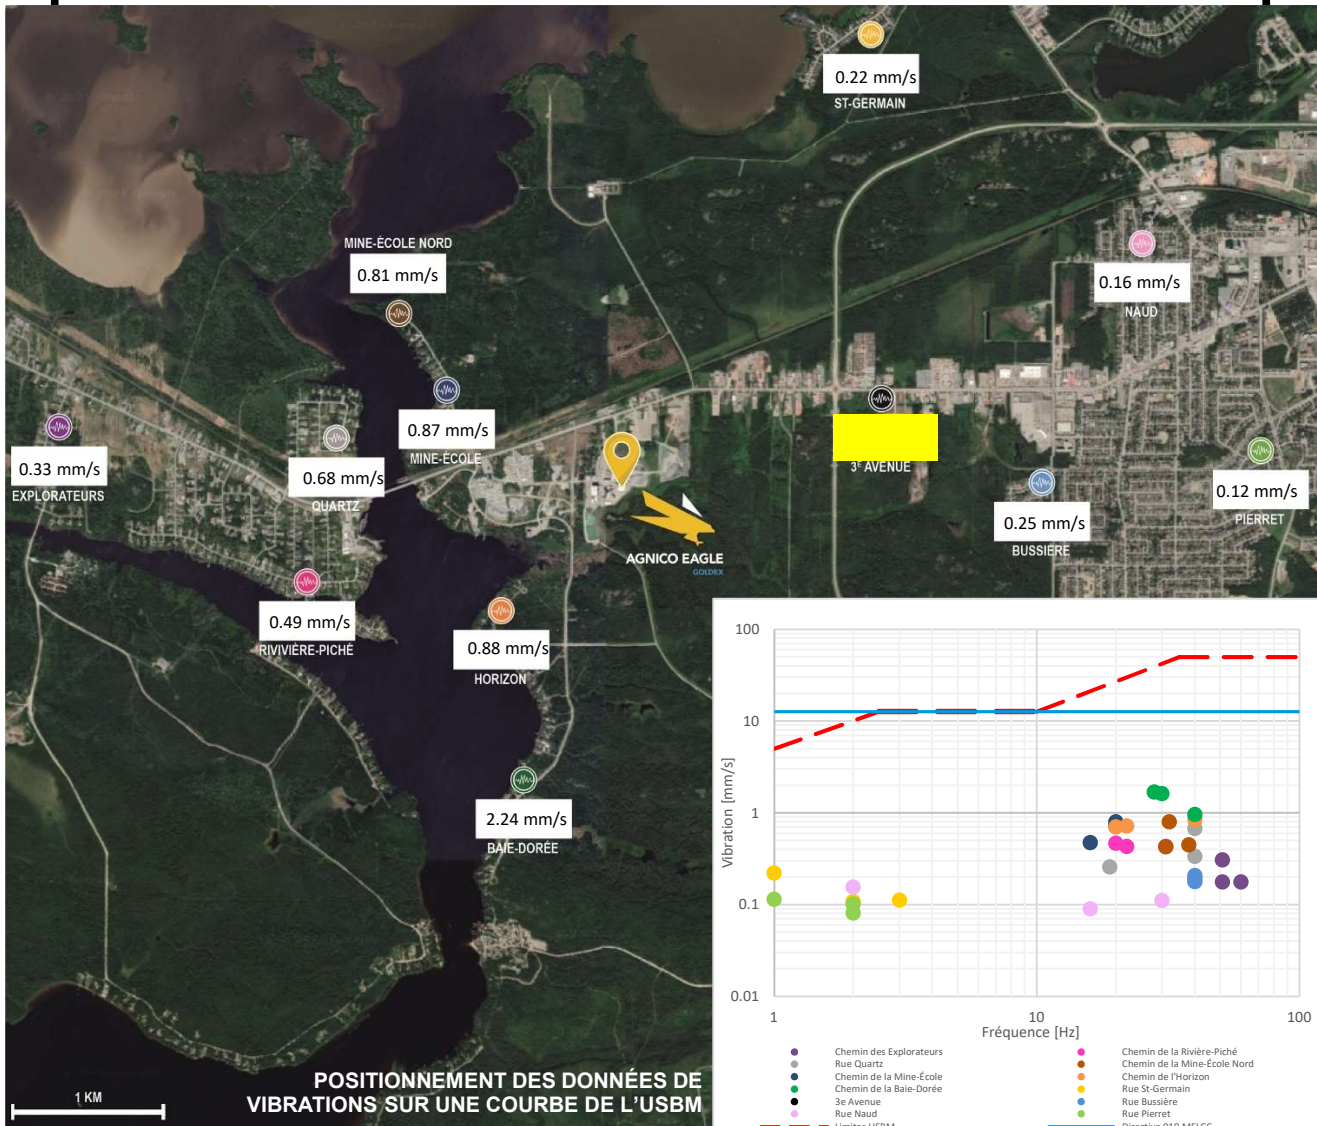 0.22 mm/s
ST-GERMAIN
MINE-ÉCOLE NORD
0.81 mm/s
0.16 mm/s
NAUD
0.87 mm/s
MINE-ÉCOLE
0.33 mm/s
EXPLORATEURS
0.68 mm/s
QUARTZ
3E AVENUE
0.12 mm/s
PIERRET
0.25 mm/s
BUSSIÈRE
AGNICO EAGLE
GOLDEX
0.49 mm/s
RIVIVIÈRE-PICHÉ
0.88 mm/s
HORIZON
2.24 mm/s
BAIE-DORÉE
100
10
1
0.1
0.01
Vibration [mm/s]
1 10 100
Fréquence [Hz]
Chemin des Explorateurs
Rue Quartz
Chemin de la Mine-École
Chemin de la Baie-Dorée
3e Avenue
Rue Naud
Limites USBM
Chemin de la Rivière-Piché
Chemin de la Mine-École Nord
Chemin de l'Horizon
Rue St-Germain
Rue Bussière
Rue Pierret
Directive 019 MELCC
1 KM
POSITIONNEMENT DES DONNÉES DE
VIBRATIONS SUR UNE COURBE DE L'USBM